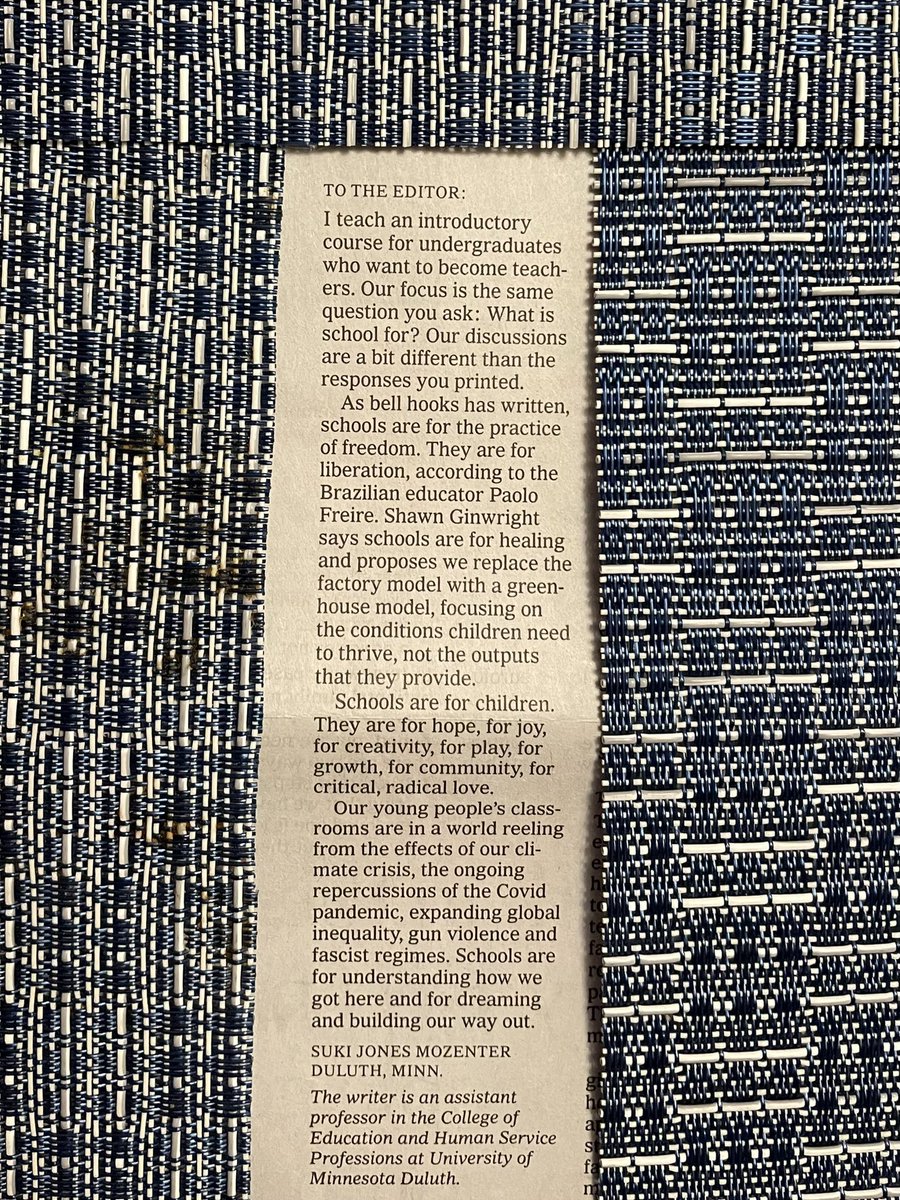 TO THE EDITOR:
I teach an introductory
course for undergraduates
who want to become teach-
ers. Our focus is the same
question you ask: What is
school for? Our discussions
are a bit different than the
responses you printed.
As bell hooks has written,
schools are for the practice
of freedom. They are for
liberation, according to the
Brazilian educator Paolo
Freire. Shawn Ginwright
says schools are for healing
and proposes we replace the
factory model with a green-
house model, focusing on
the conditions children need
to thrive, not the outputs
that they provide.
Schools are for children.
They are for hope, for joy,
for creativity, for play, for
growth, for community, for
critical, radical love.
Our young people's class-
rooms are in a world reeling
from the effects of our cli-
mate crisis, the ongoing
repercussions of the Covid
pandemic, expanding global
inequality, gun violence and
fascist regimes. Schools are
for understanding how we
got here and for dreaming
and building our way out.
SUKI JONES MOZENTER
DULUTH, MINN.
The writer is an assistant
professor in the College of
Education and Human Service
Professions at University of
Minnesota Duluth.